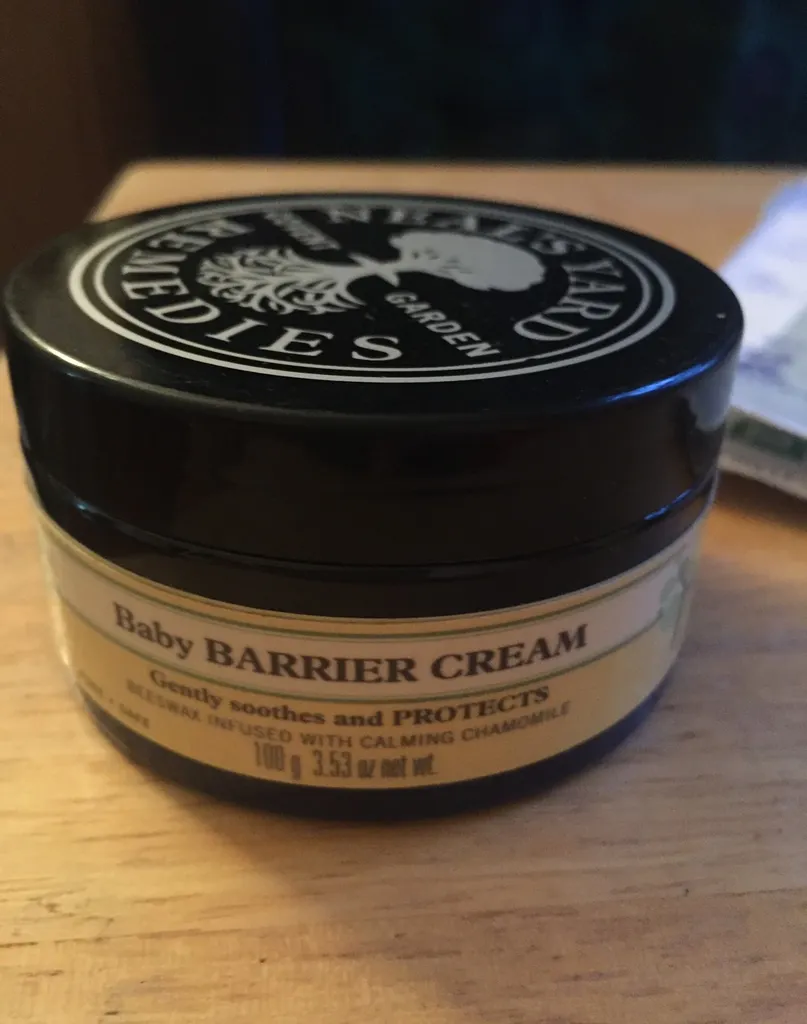 NEAL'S YARD
REMEDIES
COVENT
GARDEN
Baby BARRIER CREAM
Gently soothes and PROTECTS
BEESWAX INFUSED WITH CALMING CHAMOMILE
100 g 3.53 oz net wt.